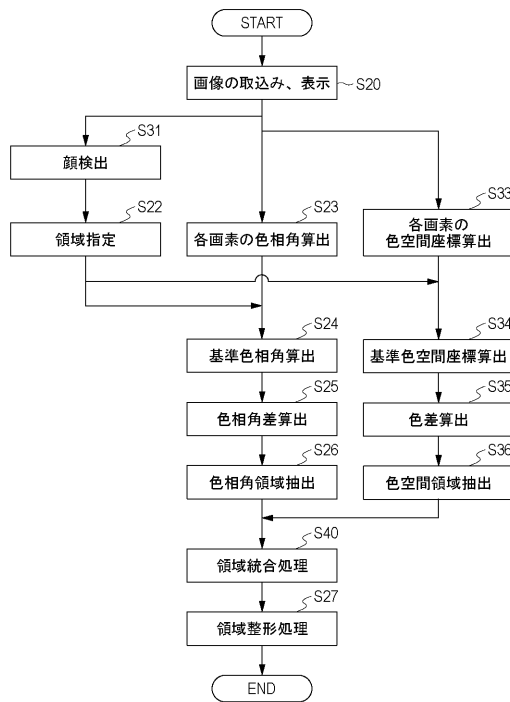 START
画像の取込み、表示
S20
S31
顔検出
S22
領域指定
S23
各画素の色相角算出
S33
各画素の
色空間座標算出
S24
基準色相角算出
S34
基準色空間座標算出
S25
色相角差算出
S35
色差算出
S26
色相角領域抽出
S36
色空間領域抽出
S40
領域統合処理
S27
領域整形処理
END